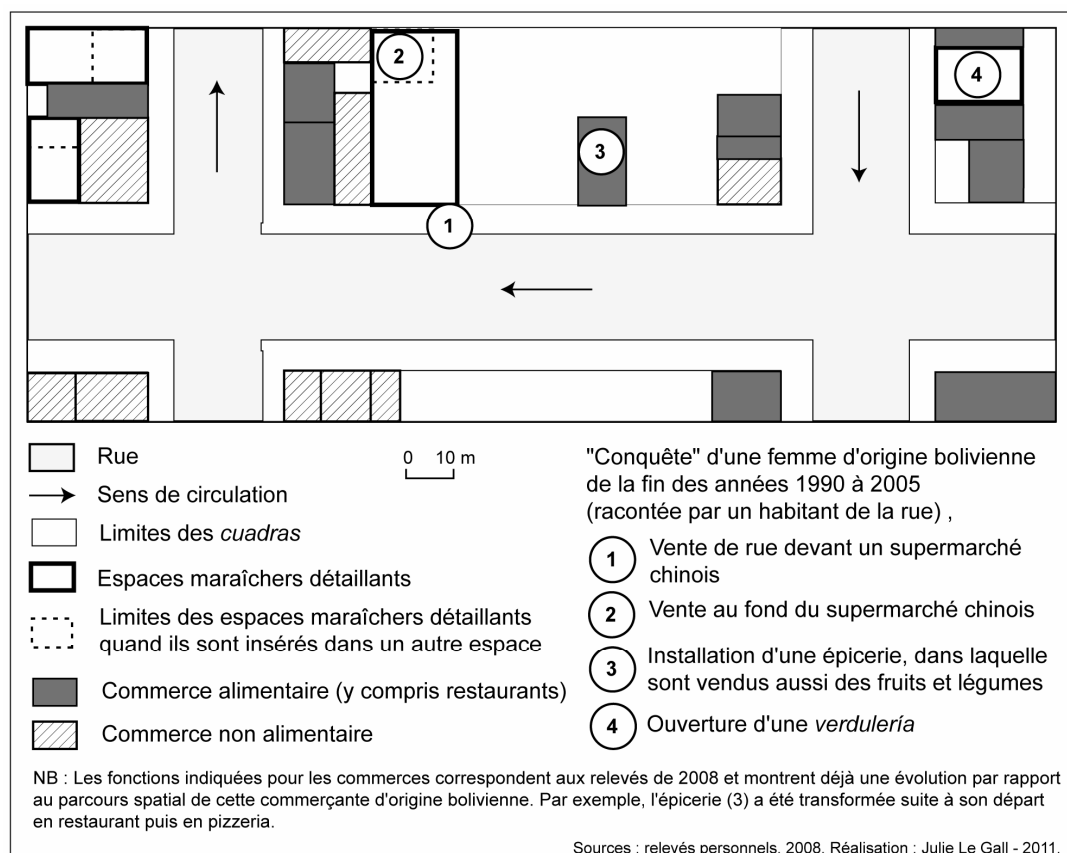 2
4
3
1
Rue
Sens de circulation
Limites des cuadras
Espaces maraîchers détaillants
Limites des espaces maraîchers détaillants
quand ils sont insérés dans un autre espace
Commerce alimentaire (y compris restaurants)
Commerce non alimentaire
0 10 m
"Conquête" d'une femme d'origine bolivienne
de la fin des années 1990 à 2005
(racontée par un habitant de la rue) ,
1 Vente de rue devant un supermarché
chinois
2 Vente au fond du supermarché chinois
3 Installation d'une épicerie, dans laquelle
sont vendus aussi des fruits et légumes
4 Ouverture d'une verdulería
NB : Les fonctions indiquées pour les commerces correspondent aux relevés de 2008 et montrent déjà une évolution par rapport
au parcours spatial de cette commerçante d'origine bolivienne. Par exemple, l'épicerie (3) a été transformée suite à son départ
en restaurant puis en pizzeria.
Sources : relevés personnels, 2008. Réalisation : Julie Le Gall - 2011.